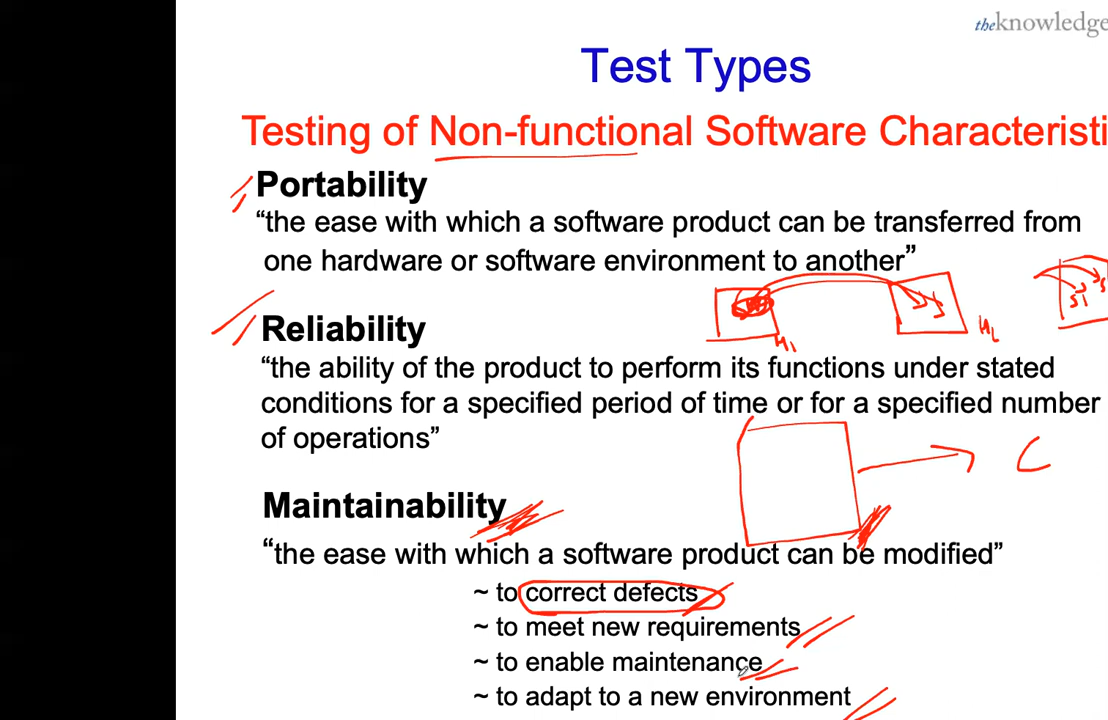 theknowledge
Test Types
Testing of Non-functional Software Characteristi
Portability
“the ease with which a software product can be transferred from
one hardware or software environment to another”
S1 S
H1
H2
Reliability
“the ability of the product to perform its functions under stated
conditions for a specified period of time or for a specified number
of operations”
C
Maintainability
“the ease with which a software product can be modified”
~ to correct defects
~ to meet new requirements
~ to enable maintenance
~ to adapt to a new environment